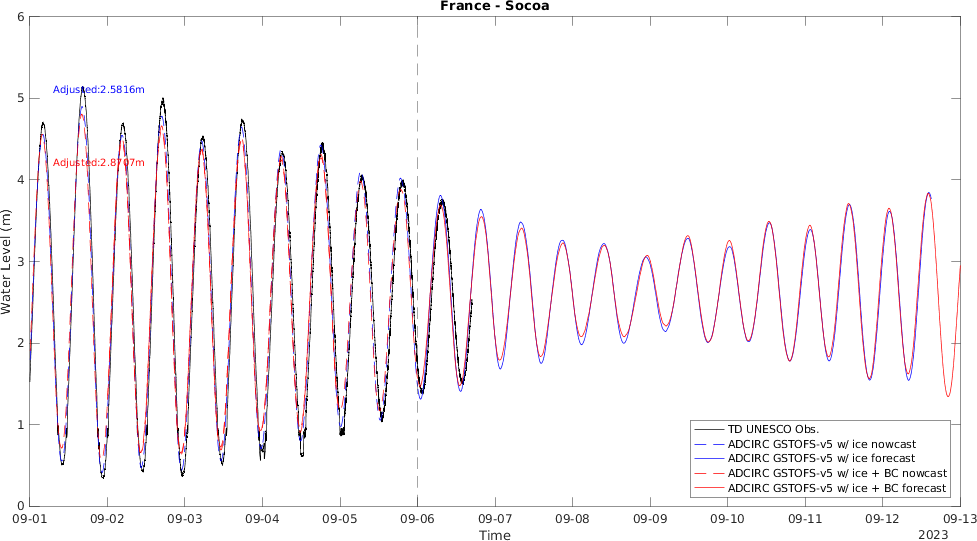 France - Socoa
6
5
4
3
2
1
0
Water Level (m)
Adjusted:2.5816m
Adjusted:2.8707m
TD UNESCO Obs.
ADCIRC GSTOFS-v5 w/ ice nowcast
ADCIRC GSTOFS-v5 w/ ice forecast
ADCIRC GSTOFS-v5 w/ ice + BC nowcast
ADCIRC GSTOFS-v5 w/ ice + BC forecast
09-01 09-02 09-03 09-04 09-05 09-06 09-07 09-08 09-09 09-10 09-11 09-12 09-13
Time
2023